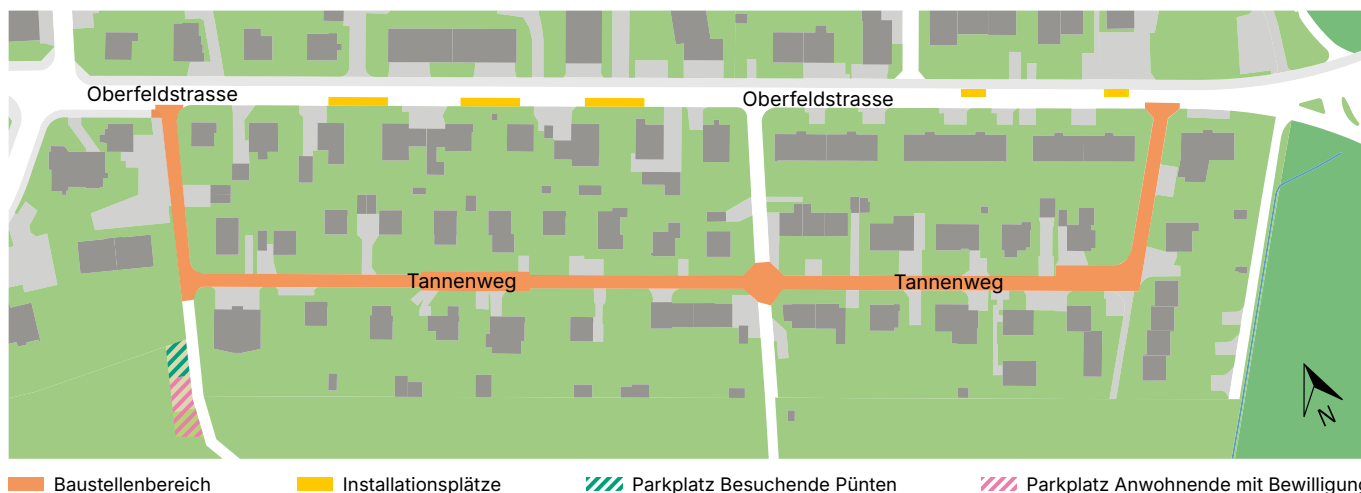 Oberfeldstrasse
Oberfeldstrasse
Tannenweg
Tannenweg
N
Baustellenbereich
Installationsplätze
Parkplatz Besuchende Pünten
Parkplatz Anwohnende mit Bewilligung